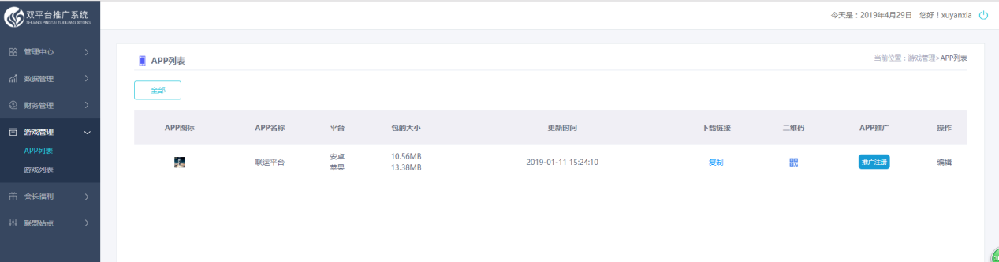 双平台推广系统
SHUANG PINGTAI TUIGUANG XITONG
今天是：2019年4月29日 您好！xuyanxia
管理中心
数据管理
财务管理
游戏管理
APP列表
游戏列表
会长福利
联盟站点
APP列表
当前位置：游戏管理>APP列表
全部
APP图标 APP名称 平台 包的大小 更新时间 下载链接 二维码 APP推广 操作
联运平台 安卓 10.56MB 2019-01-11 15:24:10 复制 推广注册 编辑
苹果 13.38MB